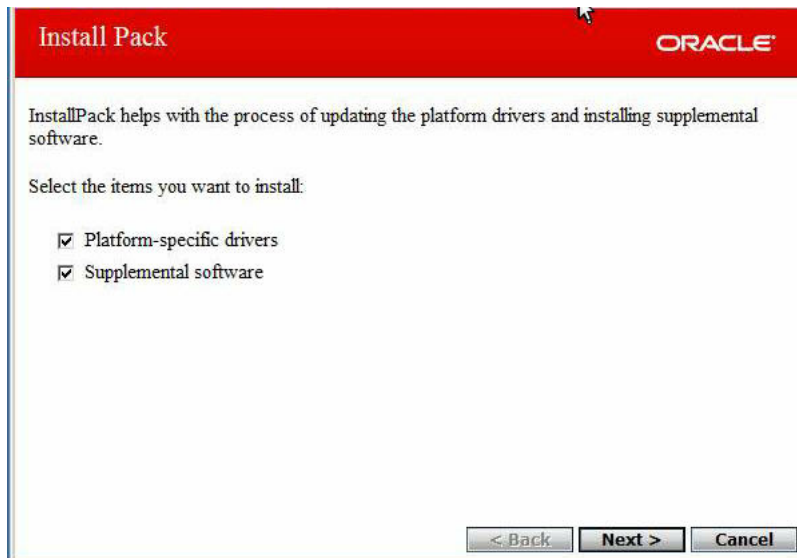 Install Pack
ORACLE
InstallPack helps with the process of updating the platform drivers and installing supplemental
software.
Select the items you want to install:
Platform-specific drivers
Supplemental software
< Back Next > Cancel